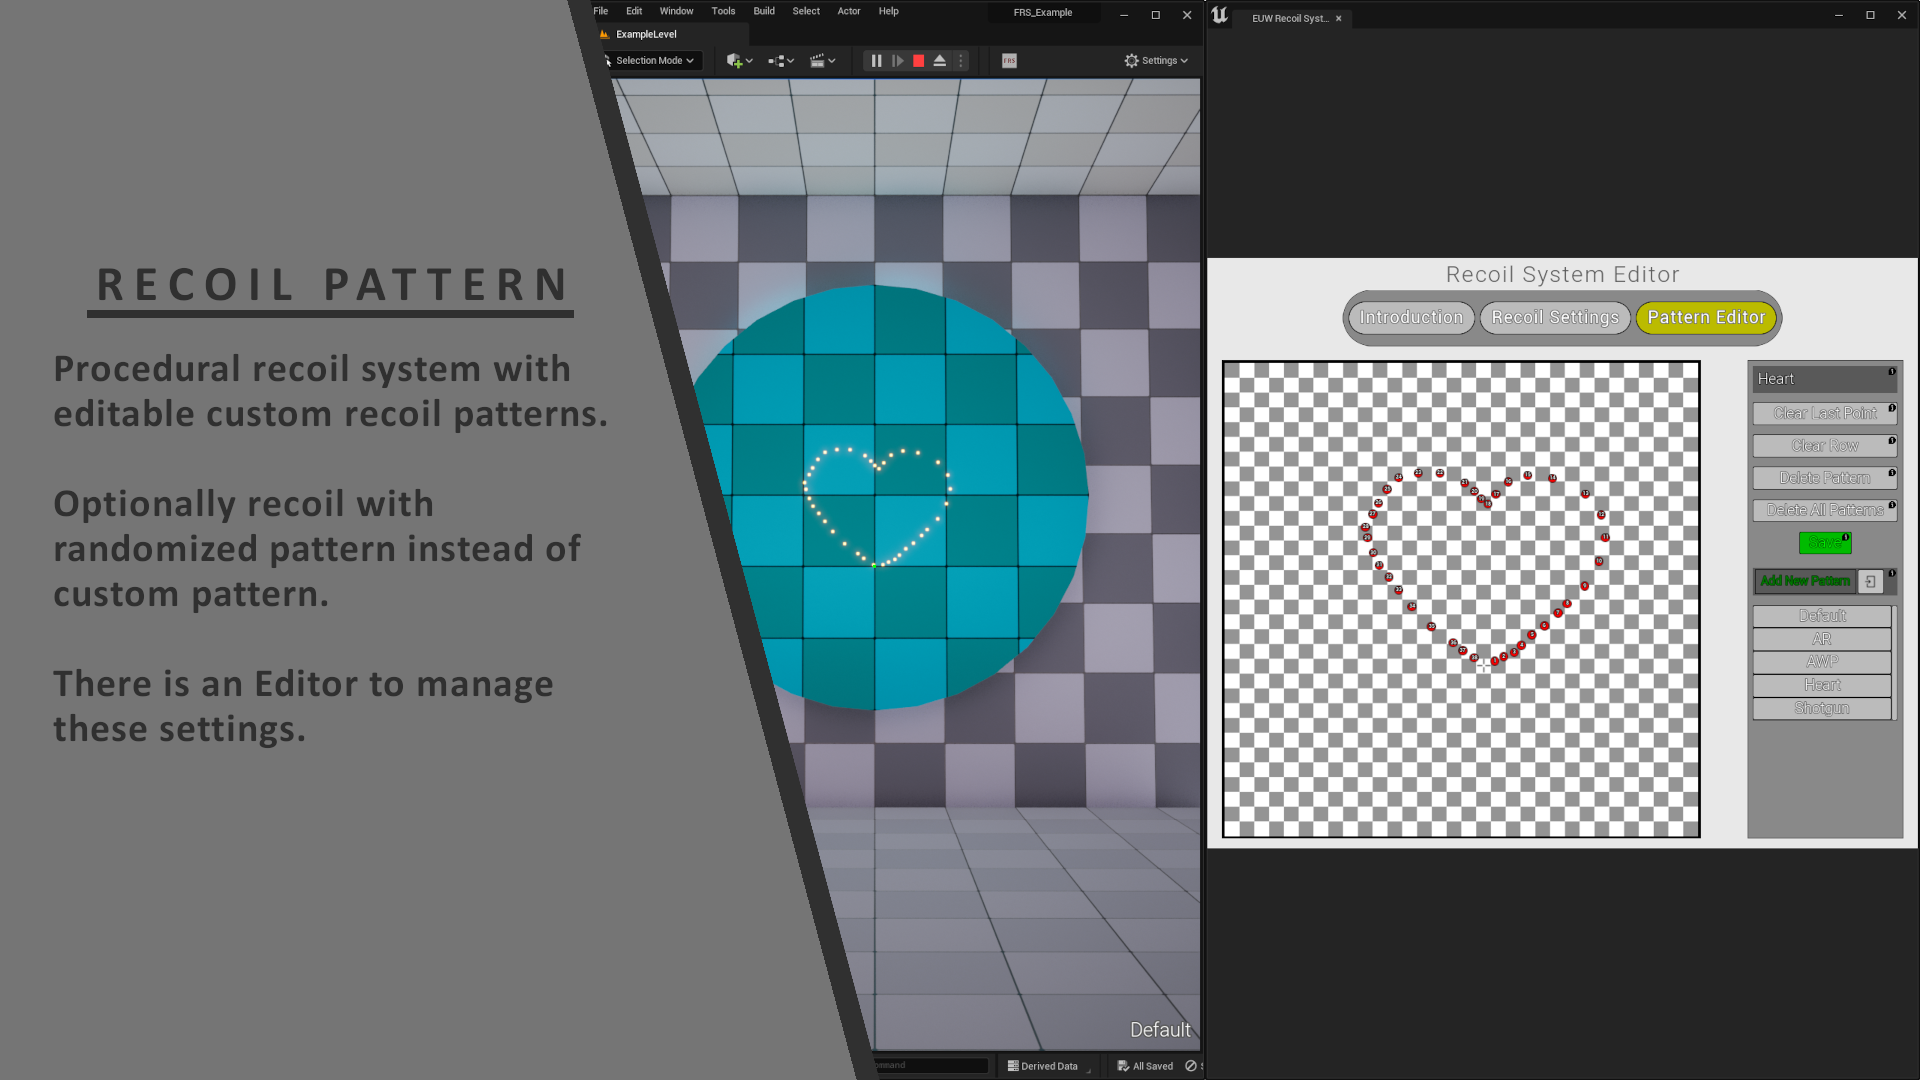 RECOIL PATTERN
Procedural recoil system with
editable custom recoil patterns.
Optionally recoil with
randomized pattern instead of
custom pattern.
There is an Editor to manage
these settings.
File Edit Window Tools Build Select Actor Help
FRS_Example
ExampleLevel
Selection Mode
FRS
Settings
Default
Derived Data
All Saved
EUW Recoil Syst...
Recoil System Editor
Introduction Recoil Settings Pattern Editor
Heart
Clear Last Point
Clear Row
Delete Pattern
Delete All Patterns
Save
Add New Pattern
Default
AR
AWP
Heart
Shotgun